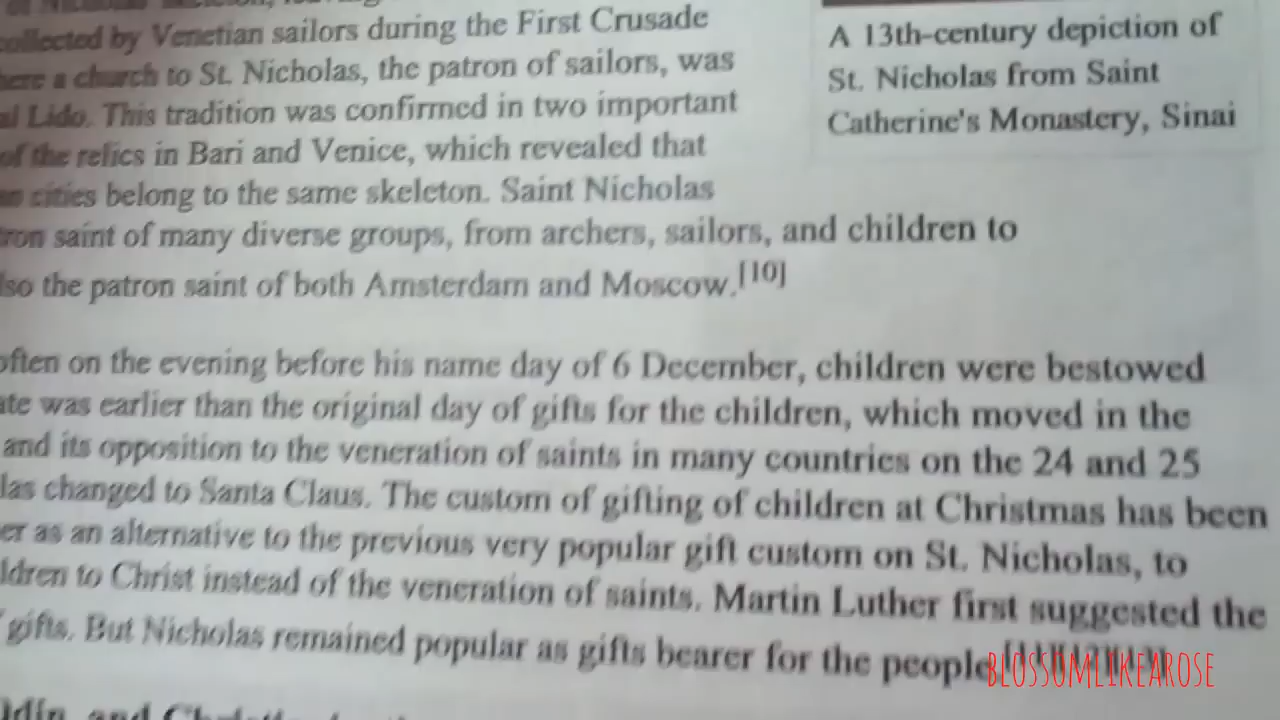 collected by Venetian sailors during the First Crusade
here a church to St. Nicholas, the patron of sailors, was
al Lido. This tradition was confirmed in two important
of the relics in Bari and Venice, which revealed that
cities belong to the same skeleton. Saint Nicholas
ron saint of many diverse groups, from archers, sailors, and children to
lso the patron saint of both Amsterdam and Moscow.[10]
A 13th-century depiction of
St. Nicholas from Saint
Catherine's Monastery, Sinai
often on the evening before his name day of 6 December, children were bestowed
ate was earlier than the original day of gifts for the children, which moved in the
and its opposition to the veneration of saints in many countries on the 24 and 25
las changed to Santa Claus. The custom of gifting of children at Christmas has been
er as an alternative to the previous very popular gift custom on St. Nicholas, to
ldren to Christ instead of the veneration of saints. Martin Luther first suggested the
gifts. But Nicholas remained popular as gifts bearer for the people
BLOSSOMLIKEAROSE